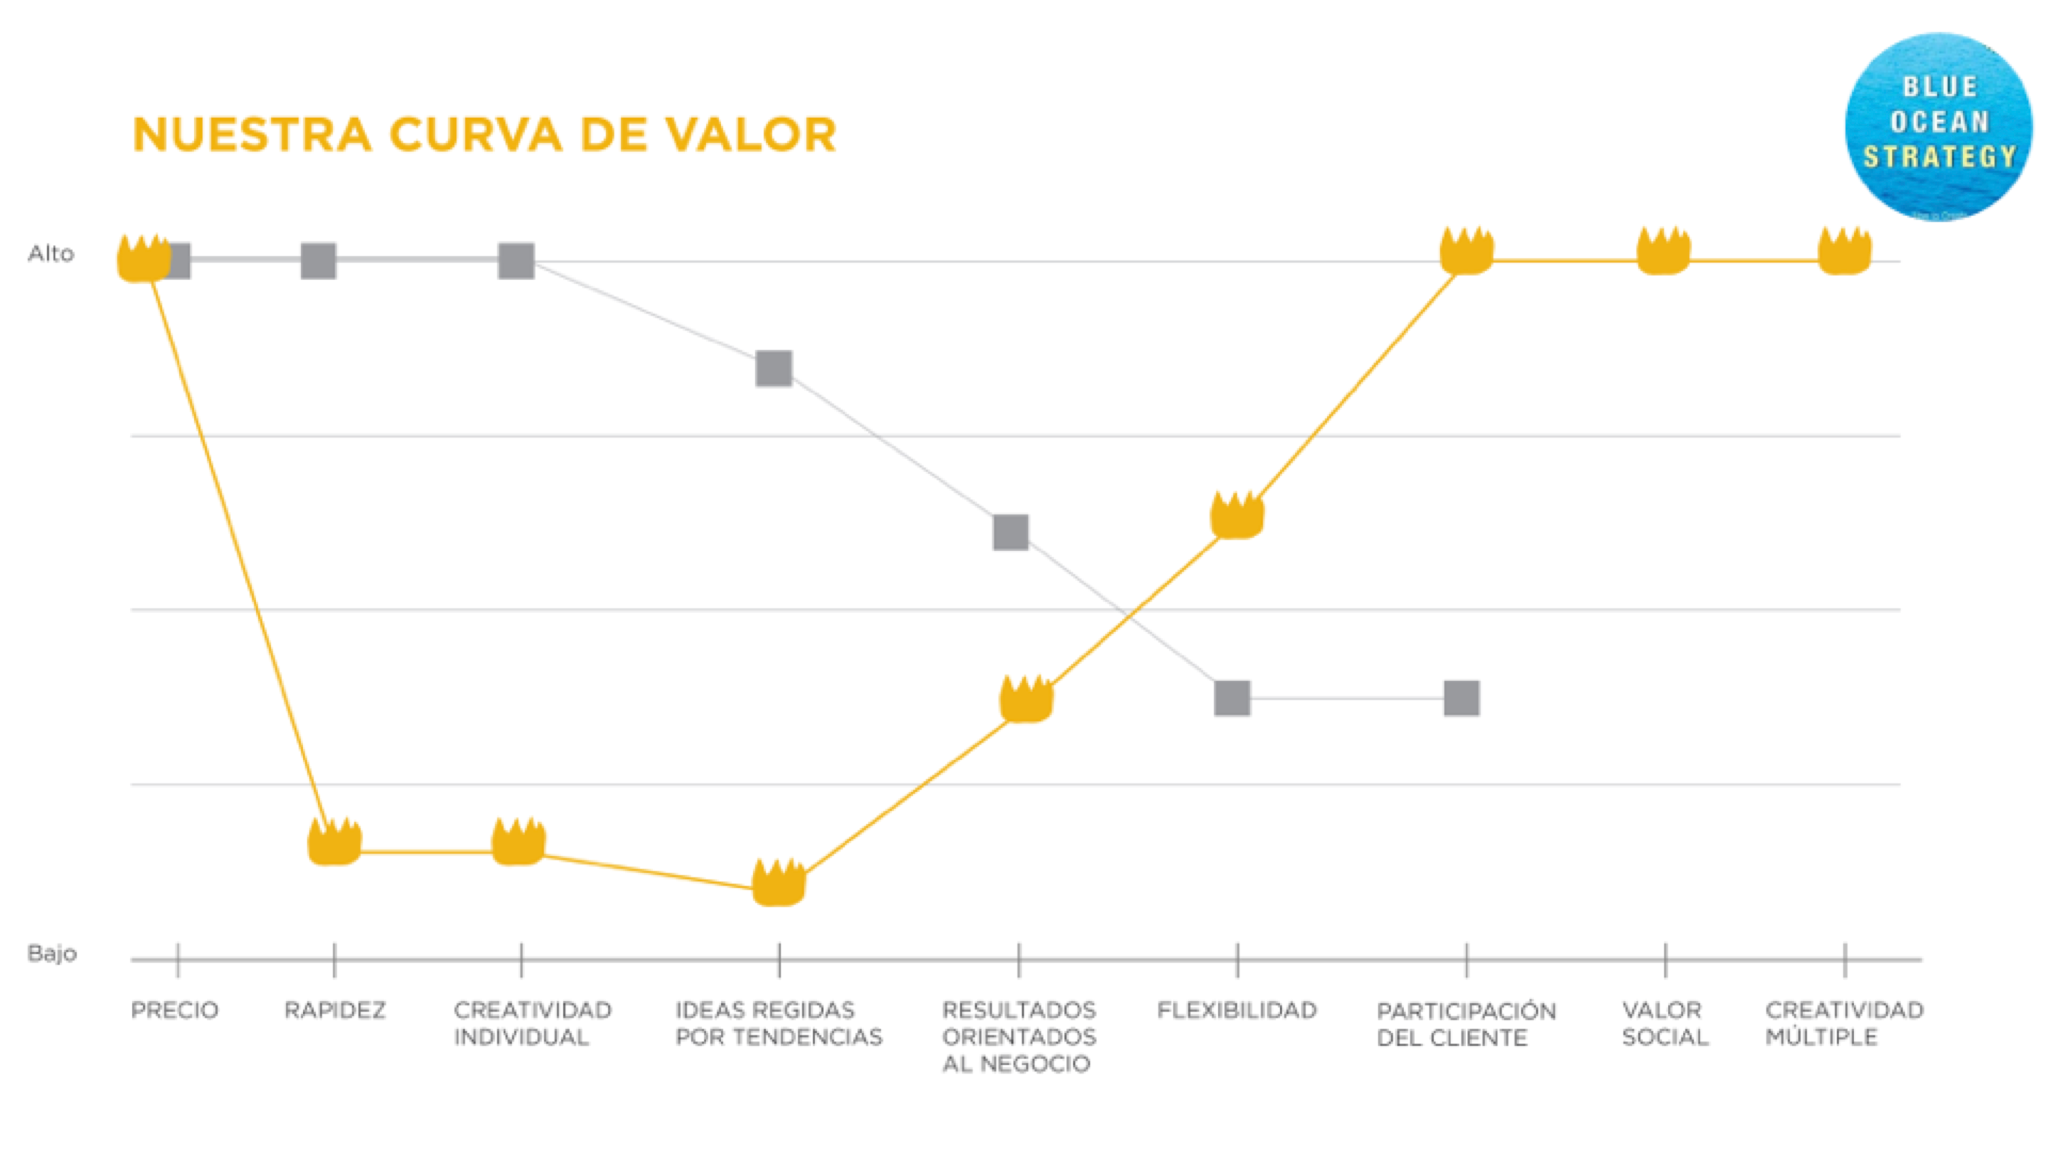 BLUE
OCEAN
STRATEGY
NUESTRA CURVA DE VALOR
Alto
Bajo
PRECIO
RAPIDEZ
CREATIVIDAD
INDIVIDUAL
IDEAS REGIDAS
POR TENDENCIAS
RESULTADOS
ORIENTADOS
AL NEGOCIO
FLEXIBILIDAD
PARTICIPACIÓN
DEL CLIENTE
VALOR
SOCIAL
CREATIVIDAD
MÚLTIPLE